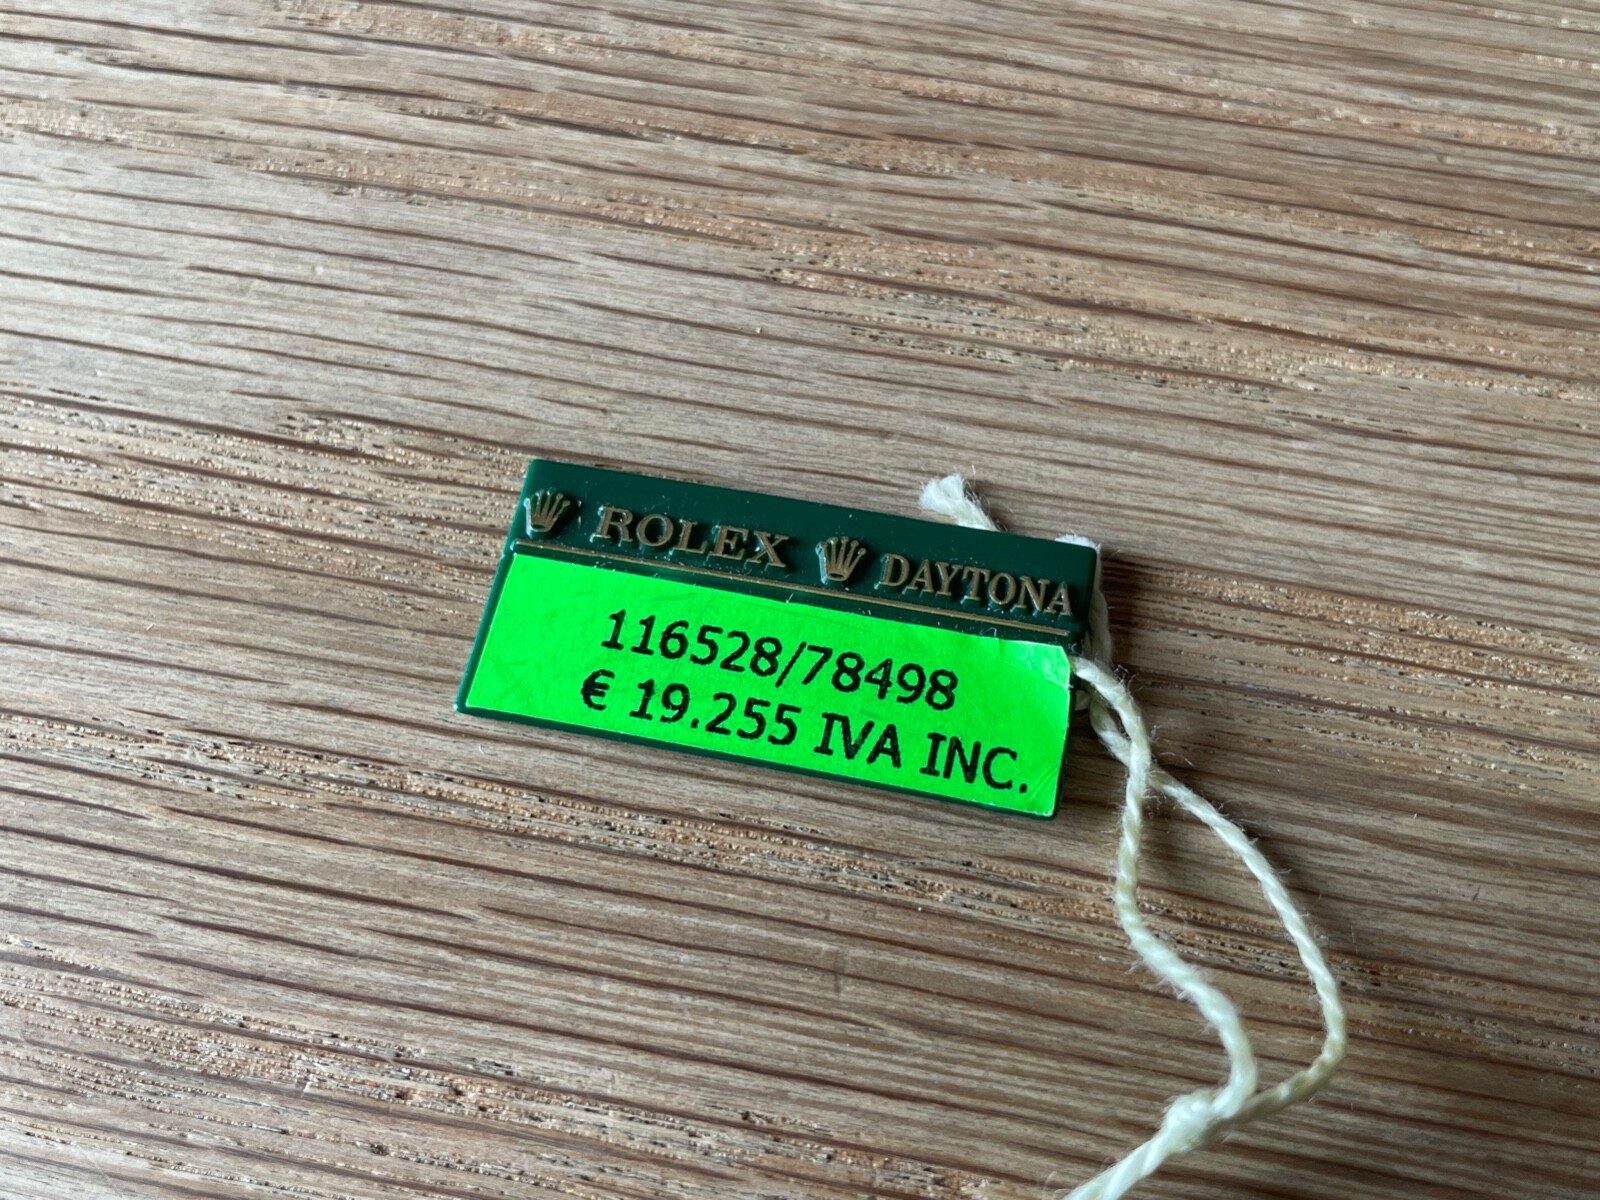 ROLEX DAYTONA
116528/78498
€ 19.255 IVA INC.